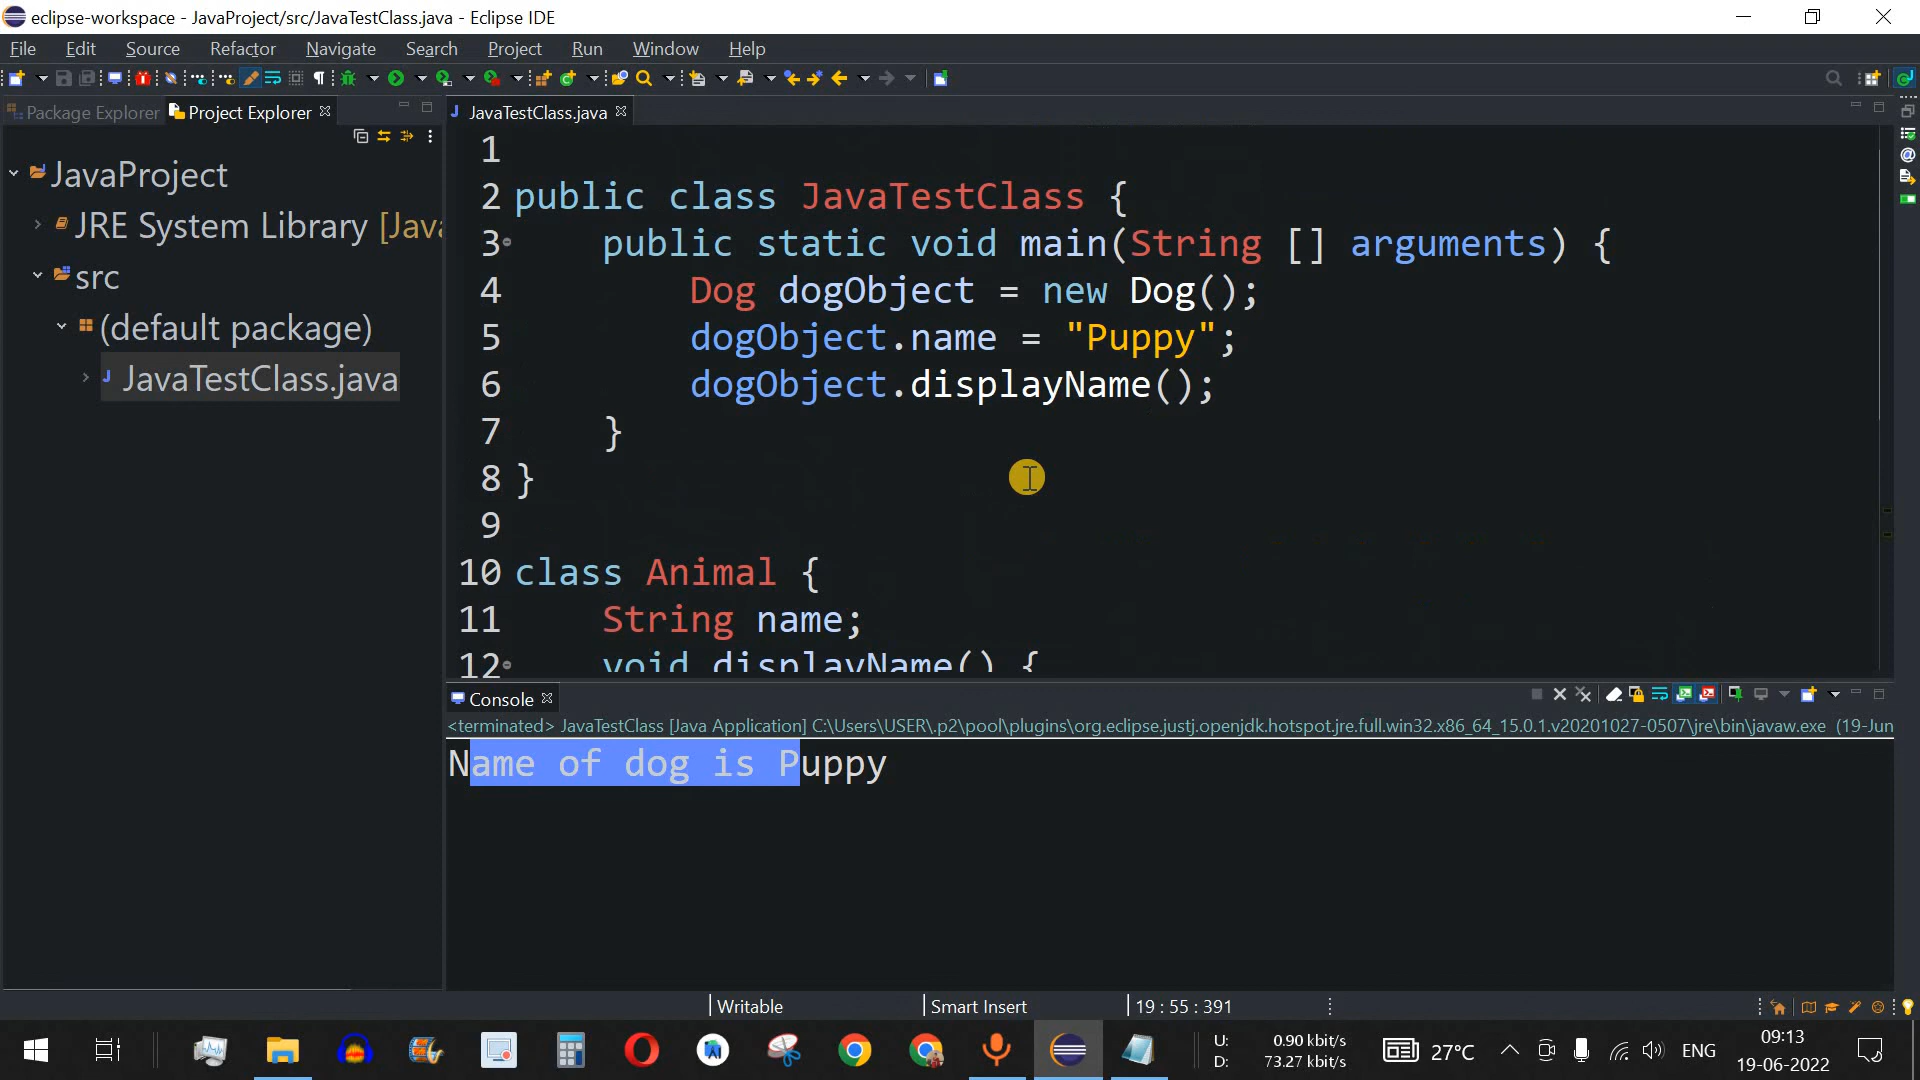 eclipse-workspace - JavaProject/src/JavaTestClass.java - Eclipse IDE
File Edit Source Refactor Navigate Search Project Run Window Help
Package Explorer Project Explorer
JavaTestClass.java
JavaProject
JRE System Library [Java
src
(default package)
JavaTestClass.java
1
2 public class JavaTestClass {
3 public static void main(String [] arguments) {
4 Dog dogObject = new Dog();
5 dogObject.name = "Puppy";
6 dogObject.displayName();
7 }
8 }
9
10 class Animal {
11 String name;
12 void displayName() {
Console
<terminated> JavaTestClass [Java Application] C:\Users\USER\.p2\pool\plugins\org.eclipse.justj.openjdk.hotspot.jre.full.win32.x86_64_15.0.1.v20201027-0507\jre\bin\javaw.exe (19-Jun
Name of dog is Puppy
Writable Smart Insert 19 : 55 : 391
U: 0.90 kbit/s
D: 73.27 kbit/s
27°C
ENG
09:13
19-06-2022